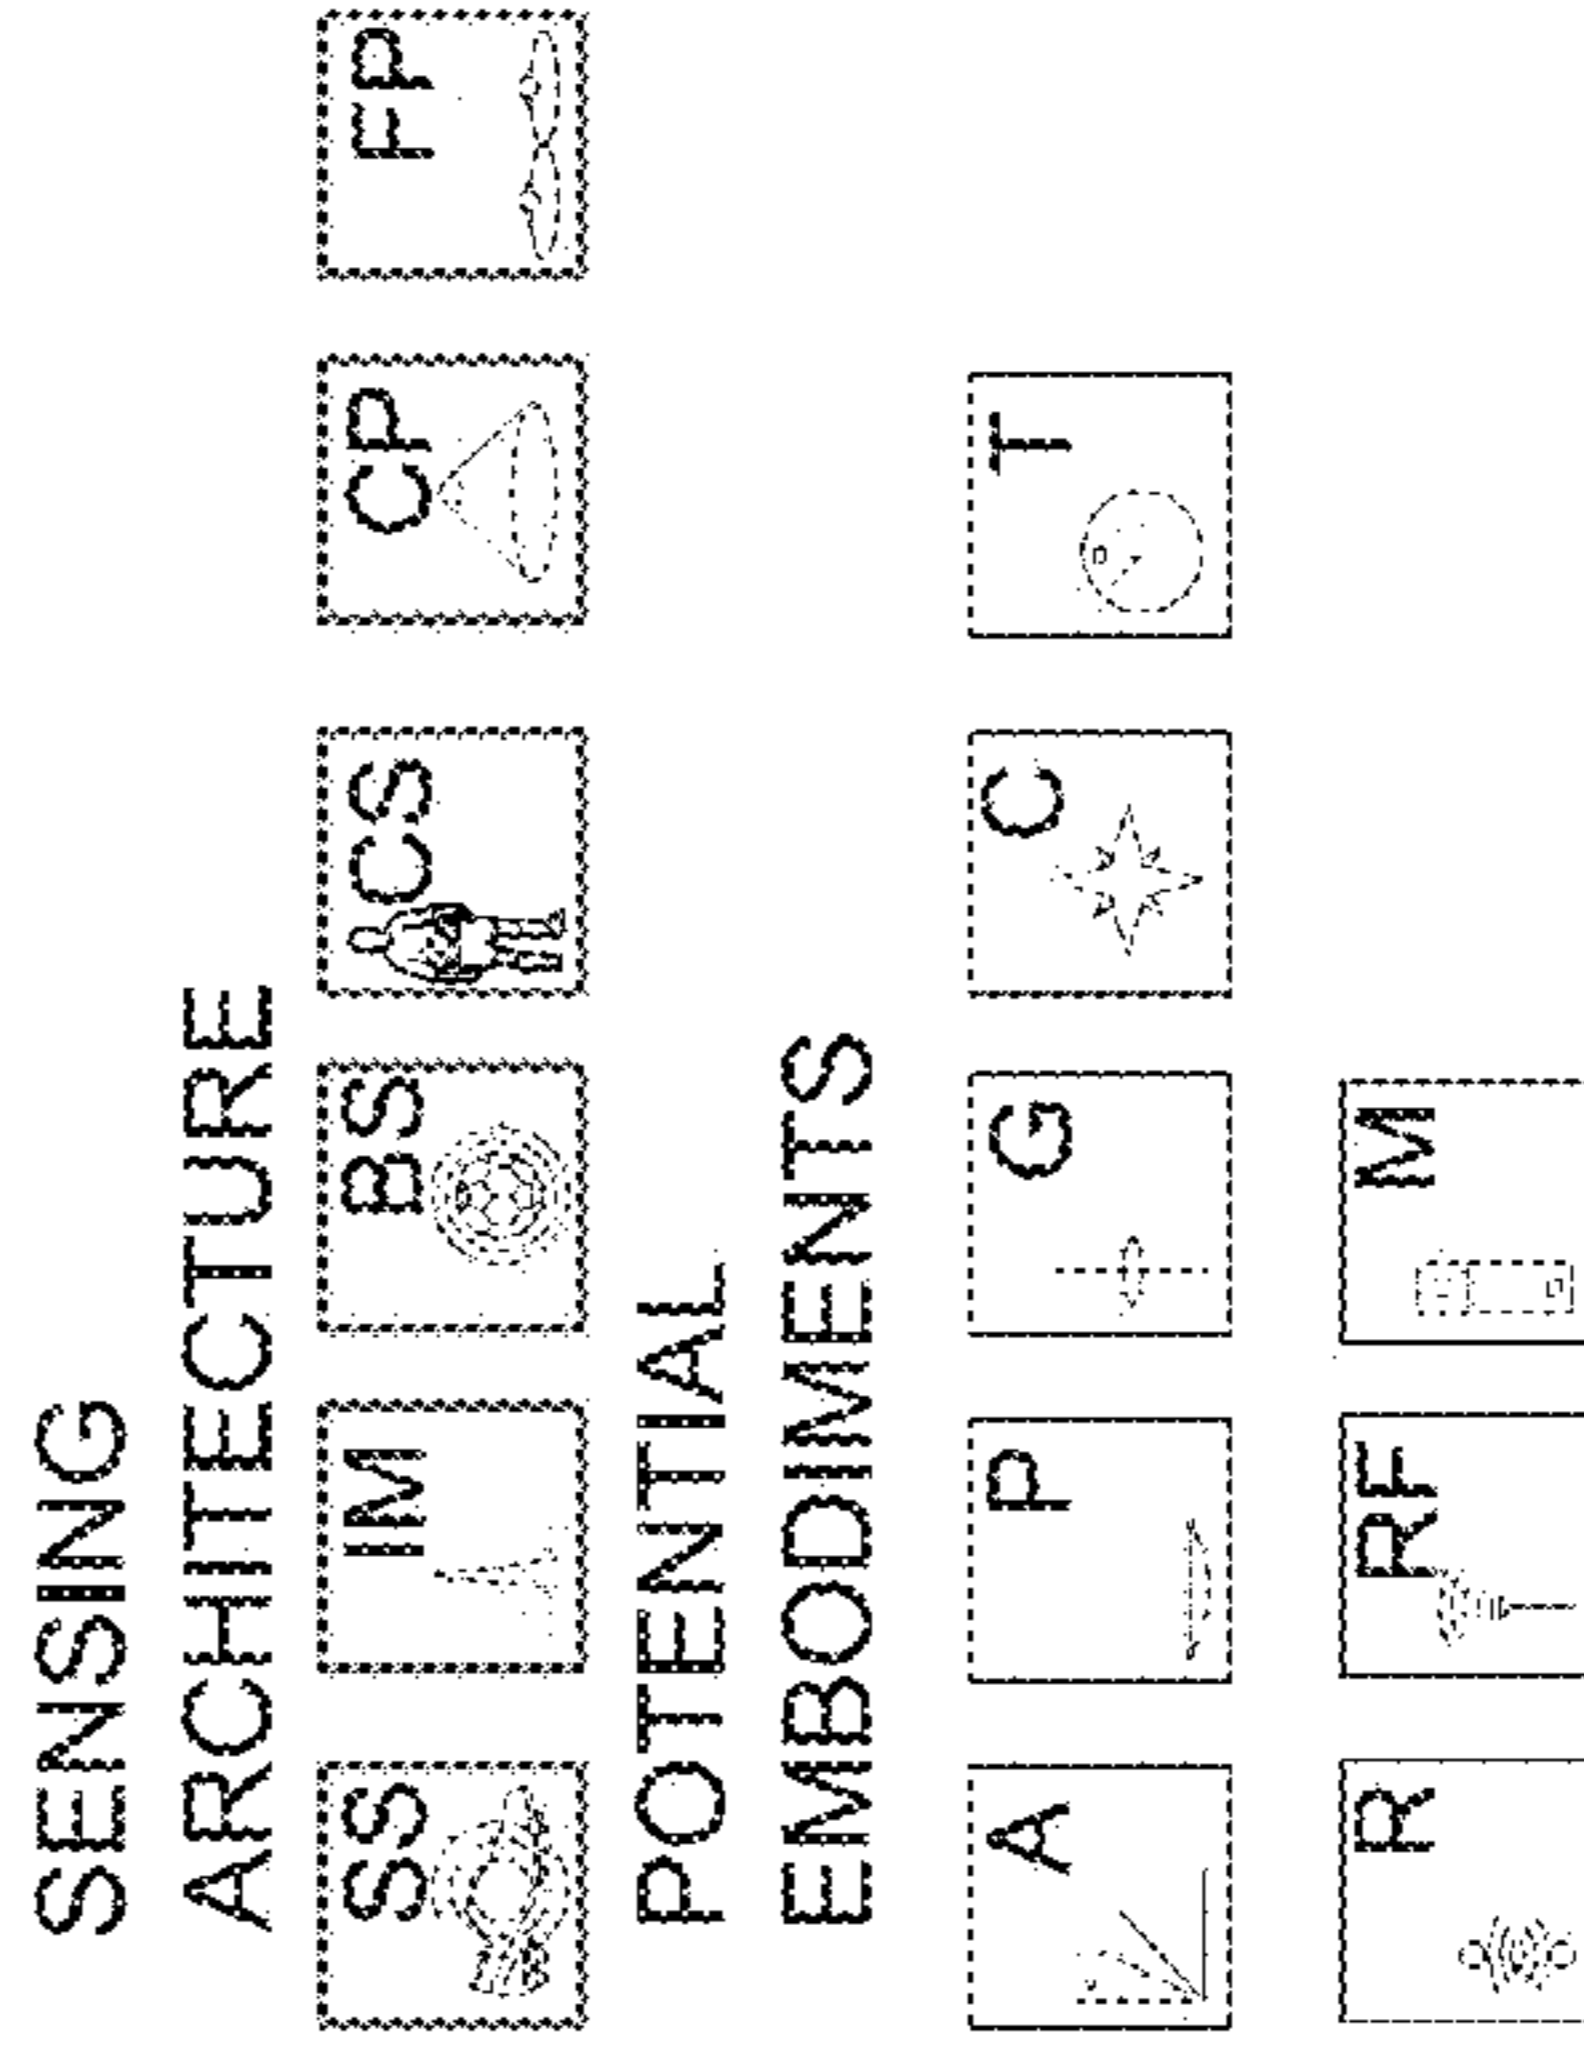 SENSING
ARCHITECTURE
SS IM BS CS CP FP
POTENTIAL
EMBODIMENTS
A P G C T
R RF M